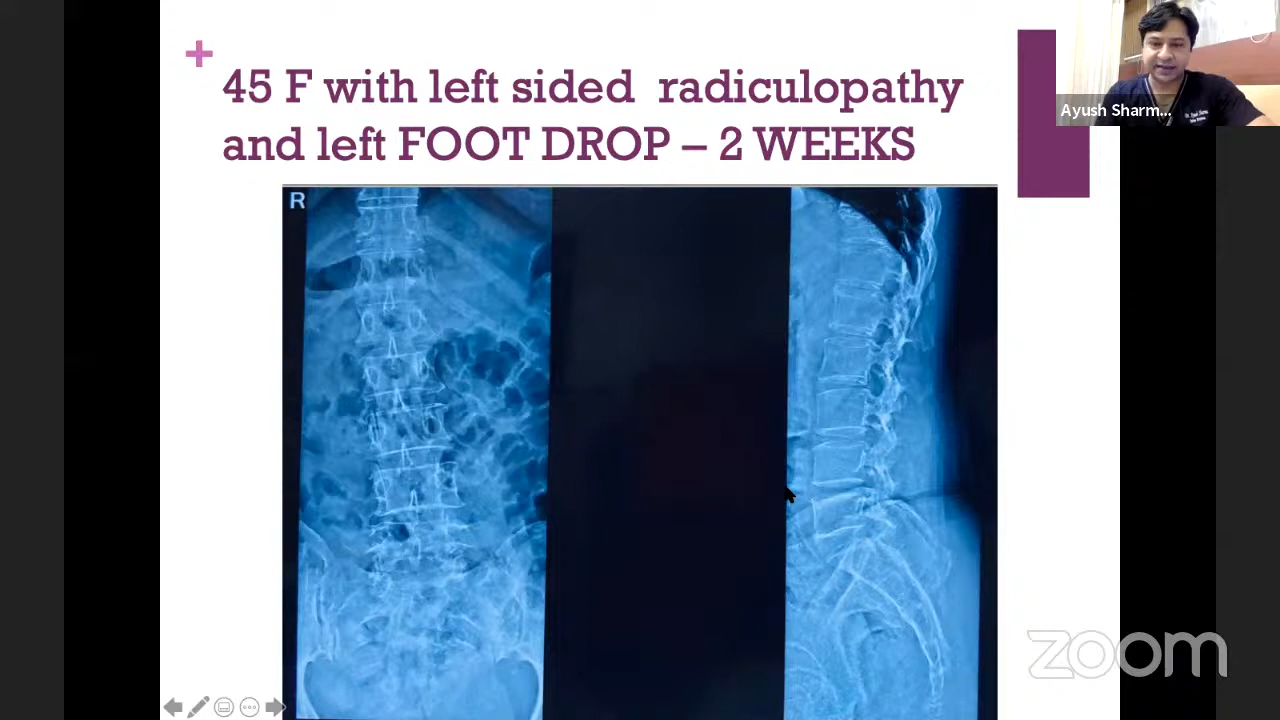 45 F with left sided radiculopathy
and left FOOT DROP – 2 WEEKS
Ayush Sharm...
R
zoom